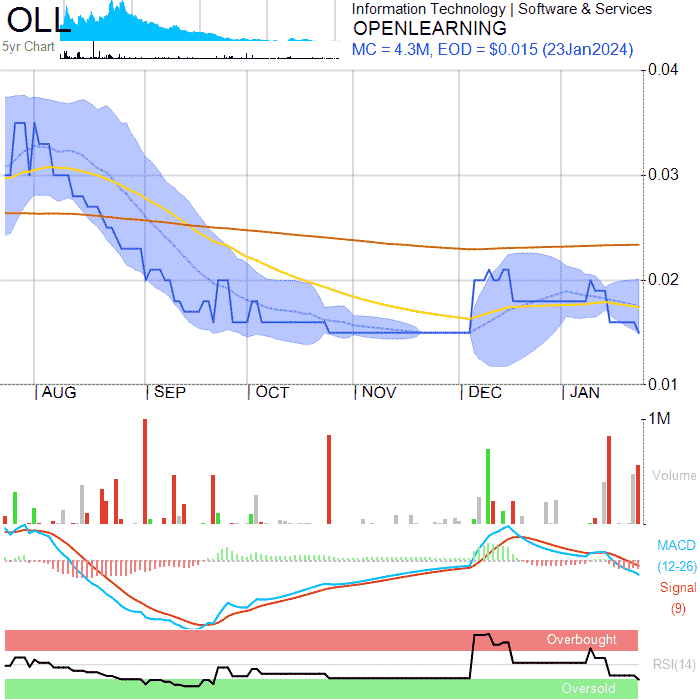 OLL
5yr Chart
Information Technology | Software & Services
OPENLEARNING
MC = 4.3M, EOD = $0.015 (23Jan2024)
0.04
0.03
0.02
0.01
AUG SEP OCT NOV DEC JAN
1M
Volume
MACD
(12-26)
Signal
(9)
Overbought
RSI(14)
Oversold